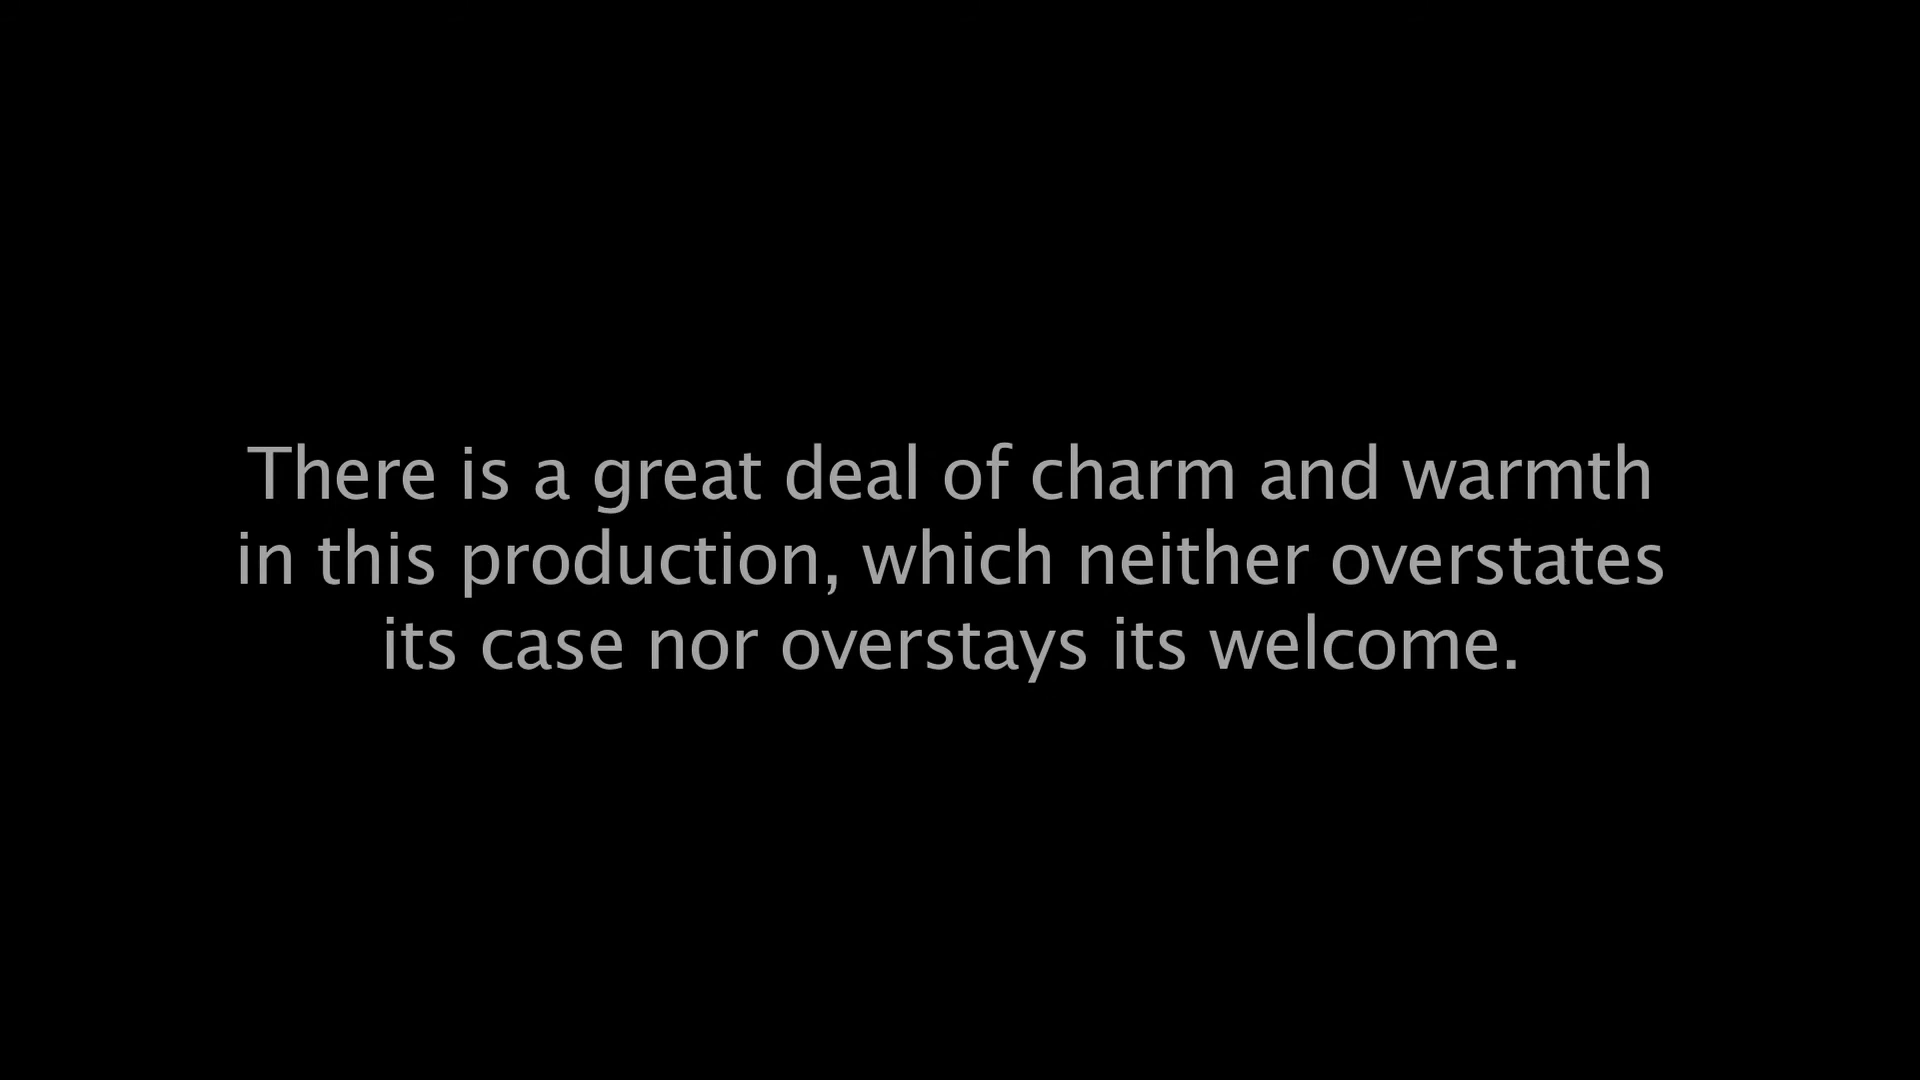 There is a great deal of charm and warmth
in this production, which neither overstates
its case nor overstays its welcome.